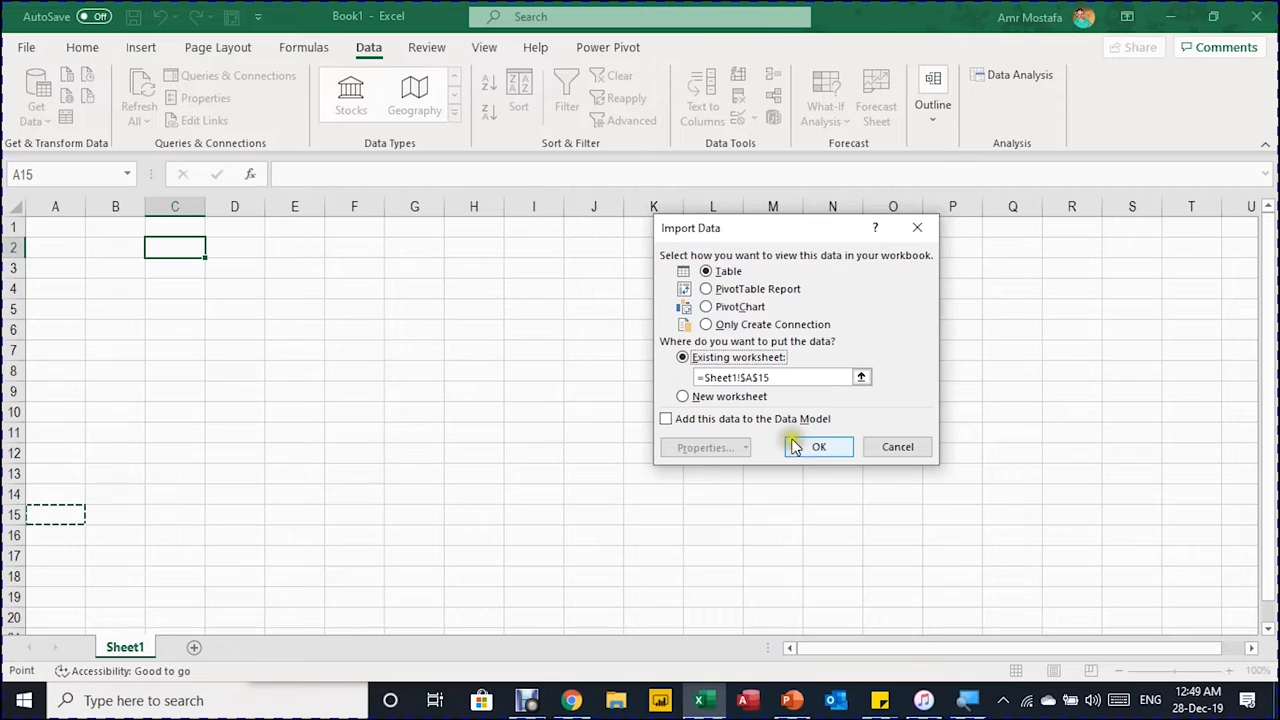 AutoSave Off Book1 - Excel Search Amr Mostafa
File Home Insert Page Layout Formulas Data Review View Help Power Pivot Share Comments
Get Data Refresh All Queries & Connections Properties Edit Links Stocks Geography Sort Filter Clear Reapply Advanced Text to Columns What-If Analysis Forecast Sheet Outline Data Analysis
Get & Transform Data Queries & Connections Data Types Sort & Filter Data Tools Forecast Analysis
A15 fx
A B C D E F G H I J K L M N O P Q R S T U
1
2
3
4
5
6
7
8
9
10
11
12
13
14
15
16
17
18
19
20
Import Data ?
Select how you want to view this data in your workbook.
Table
PivotTable Report
PivotChart
Only Create Connection
Where do you want to put the data?
Existing worksheet:
=Sheet1!$A$15
New worksheet
Add this data to the Data Model
Properties... OK Cancel
Sheet1
Point Accessibility: Good to go 100%
Type here to search ENG 12:49 AM
28-Dec-19